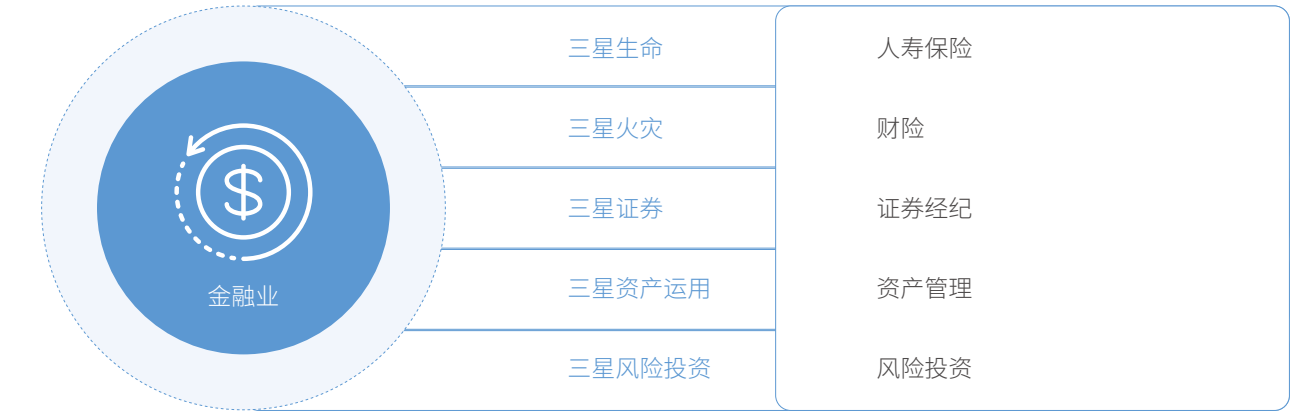 金融业
三星生命 人寿保险
三星火灾 财险
三星证券 证券经纪
三星资产运用 资产管理
三星风险投资 风险投资